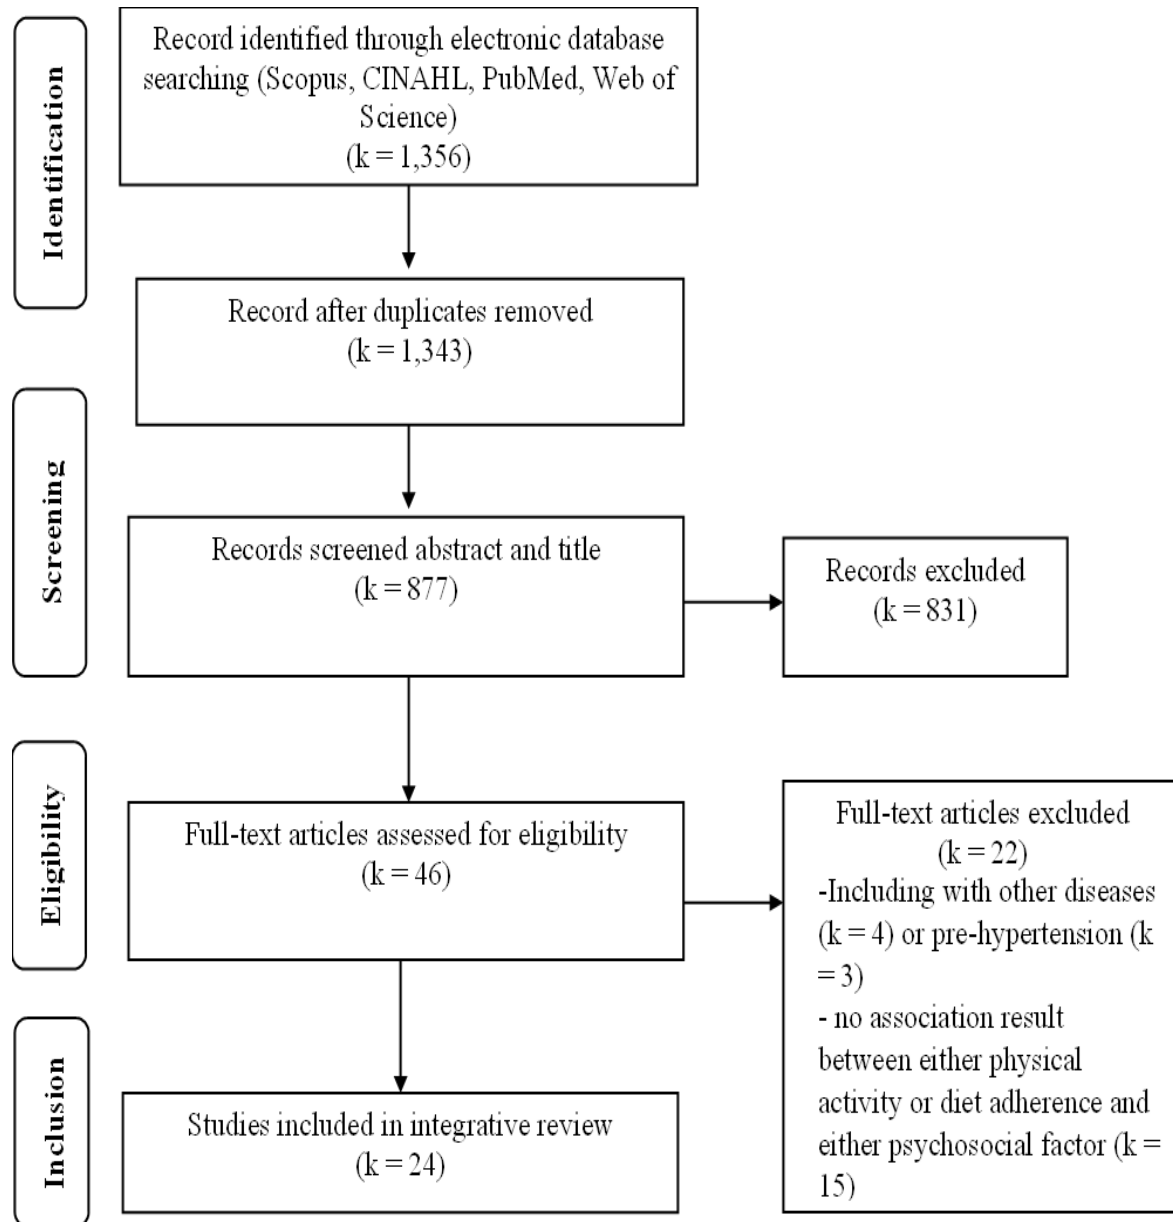 Identification
Record identified through electronic database
searching (Scopus, CINAHL, PubMed, Web of
Science)
(k = 1,356)
Record after duplicates removed
(k = 1,343)
Screening
Records screened abstract and title
(k = 877)
Records excluded
(k = 831)
Eligibility
Full-text articles assessed for eligibility
(k = 46)
Full-text articles excluded
(k = 22)
-Including with other diseases
(k = 4) or pre-hypertension (k
= 3)
- no association result
between either physical
activity or diet adherence and
either psychosocial factor (k =
15)
Inclusion
Studies included in integrative review
(k = 24)